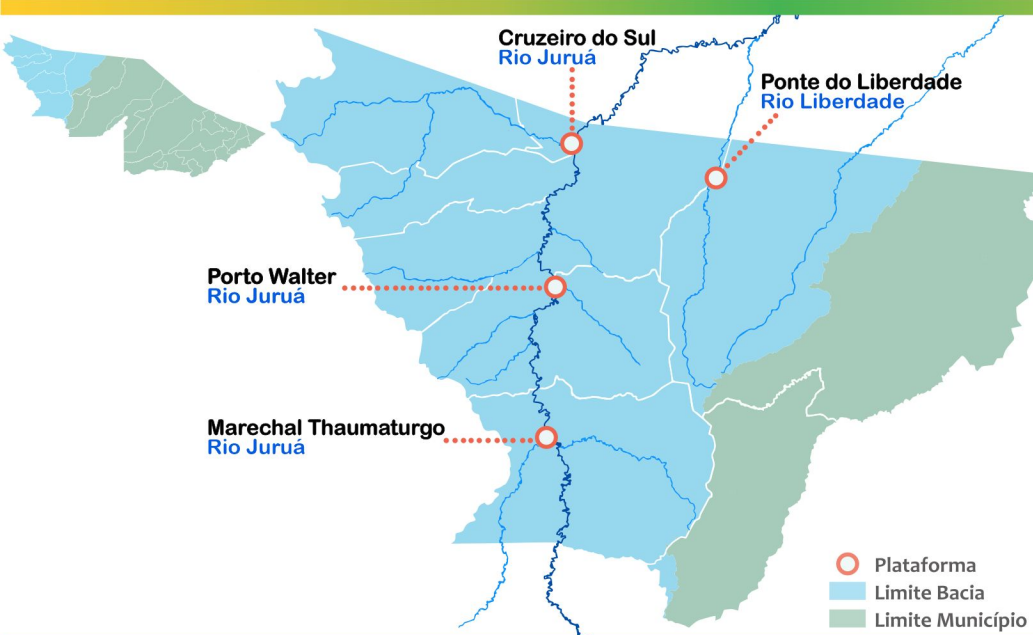 Cruzeiro do Sul
Rio Juruá
Ponte do Liberdade
Rio Liberdade
Porto Walter
Rio Juruá
Marechal Thaumaturgo
Rio Juruá
Plataforma
Limite Bacia
Limite Município